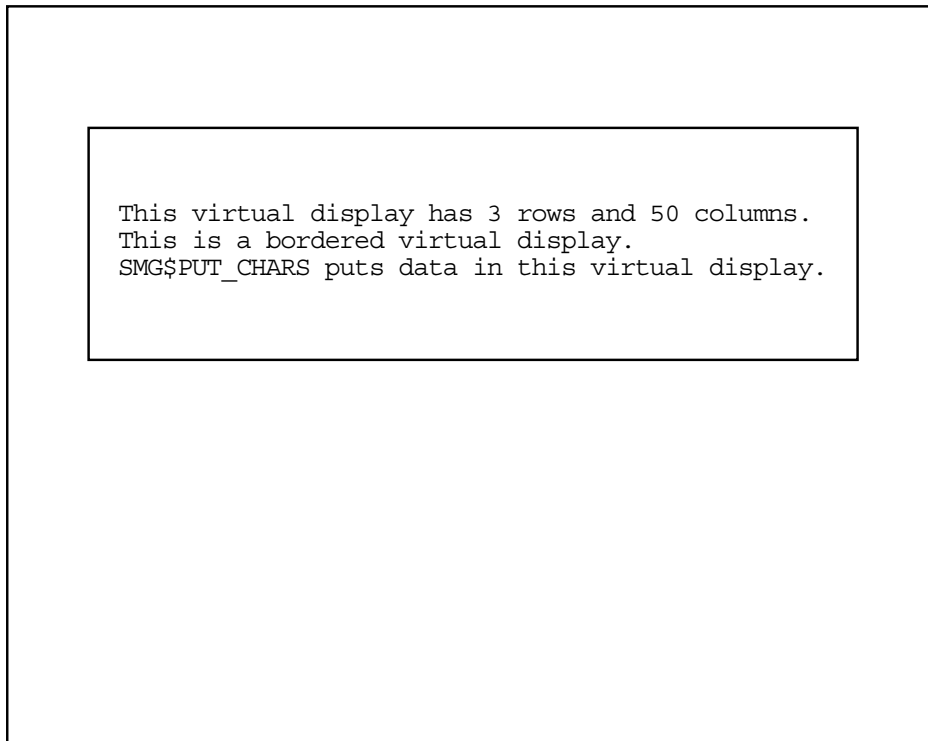 This virtual display has 3 rows and 50 columns.
This is a bordered virtual display.
SMG$PUT_CHARS puts data in this virtual display.